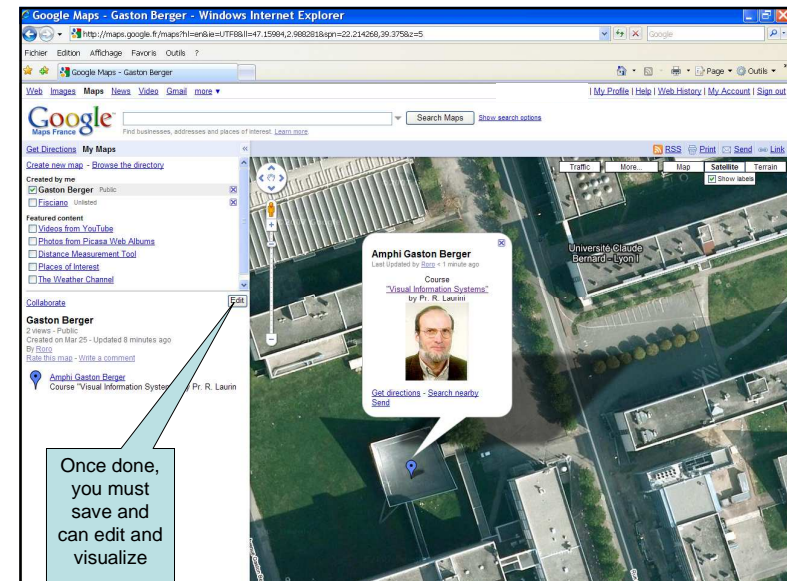 Google Maps - Gaston Berger - Windows Internet Explorer
http://maps.google.fr/maps?hl=en&ie=UTF8&ll=47.15984,2.988281&spn=22.214268,39.375&z=5
Google
Fichier Edition Affichage Favoris Outils ?
Google Maps - Gaston Berger
Page Outils
Web Images Maps News Video Gmail more ▼
| My Profile | Help | Web History | My Account | Sign out
Google
Maps France
Search Maps
Show search options
Find businesses, addresses and places of interest. Learn more
Get Directions My Maps
«
RSS Print Send Link
Create new map - Browse the directory
Created by me
Gaston Berger Public
Fisciano Unlisted
Featured content
Videos from YouTube
Photos from Picasa Web Albums
Distance Measurement Tool
Places of Interest
The Weather Channel
Traffic More... Map Satellite Terrain
Show labels
Université Claude
Bernard - Lyon I
Amphi Gaston Berger
Last Updated by Roro < 1 minute ago
Course
"Visual Information Systems"
by Pr. R. Laurini
Get directions - Search nearby
Send
Collaborate
Edit
Gaston Berger
2 views - Public
Created on Mar 25 - Updated 8 minutes ago
By Roro
Rate this map - Write a comment
Amphi Gaston Berger
Course "Visual Information System Pr. R. Laurin
Once done,
you must
save and
can edit and
visualize